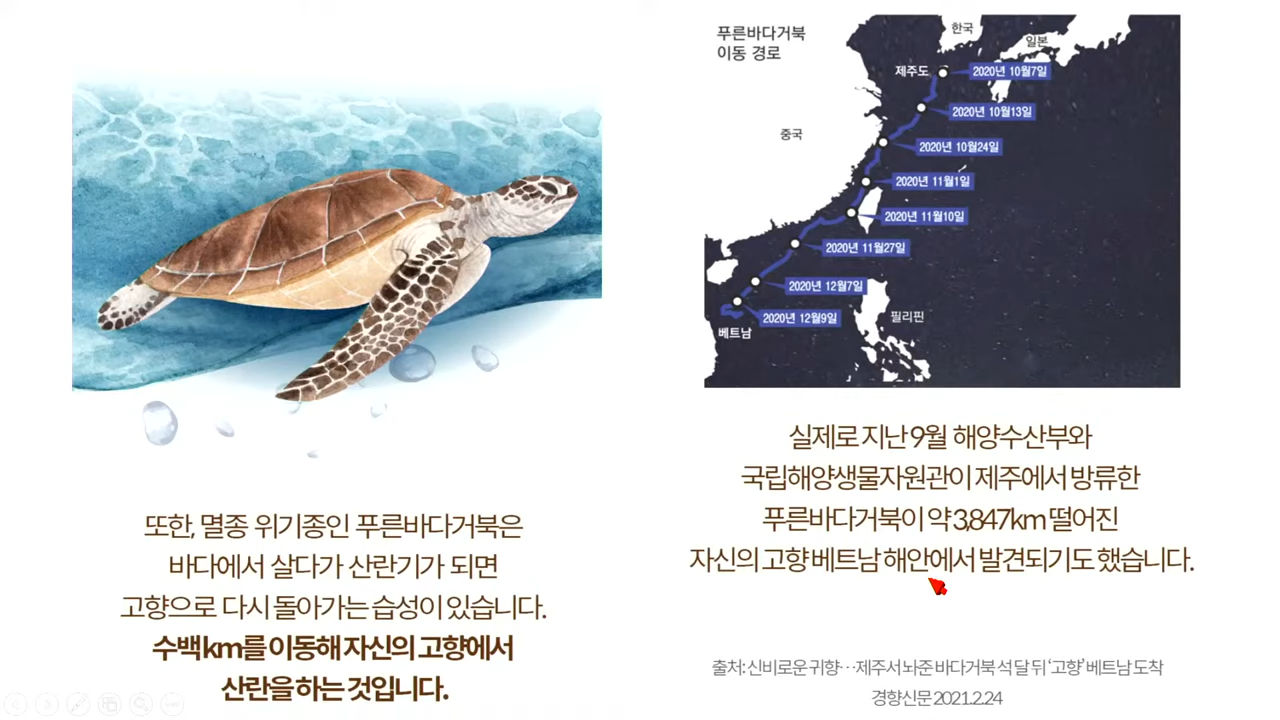 또한, 멸종 위기종인 푸른바다거북은
바다에서 살다가 산란기가 되면
고향으로 다시 돌아가는 습성이 있습니다.
수백km를 이동해 자신의 고향에서
산란을 하는 것입니다.
푸른바다거북
이동 경로
한국
일본
제주도
2020년 10월7일
2020년 10월13일
중국
2020년 10월24일
2020년 11월1일
2020년 11월10일
2020년 11월27일
2020년 12월7일
2020년 12월9일
필리핀
베트남
실제로 지난 9월 해양수산부와
국립해양생물자원관이 제주에서 방류한
푸른바다거북이 약 3,847km 떨어진
자신의 고향 베트남 해안에서 발견되기도 했습니다.
출처: 신비로운 귀향…제주서 놔준 바다거북 석 달 뒤 ‘고향’ 베트남 도착
경향신문 2021.2.24